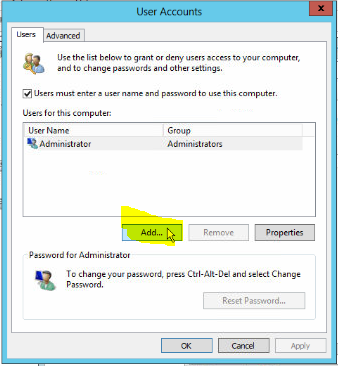 User Accounts
x
Users
Advanced
Use the list below to grant or deny users access to your computer,
and to change passwords and other settings.
Users must enter a user name and password to use this computer.
Users for this computer:
User Name Group
Administrator Administrators
Add... Remove Properties
Password for Administrator
To change your password, press Ctrl-Alt-Del and select Change
Password.
Reset Password...
OK Cancel Apply